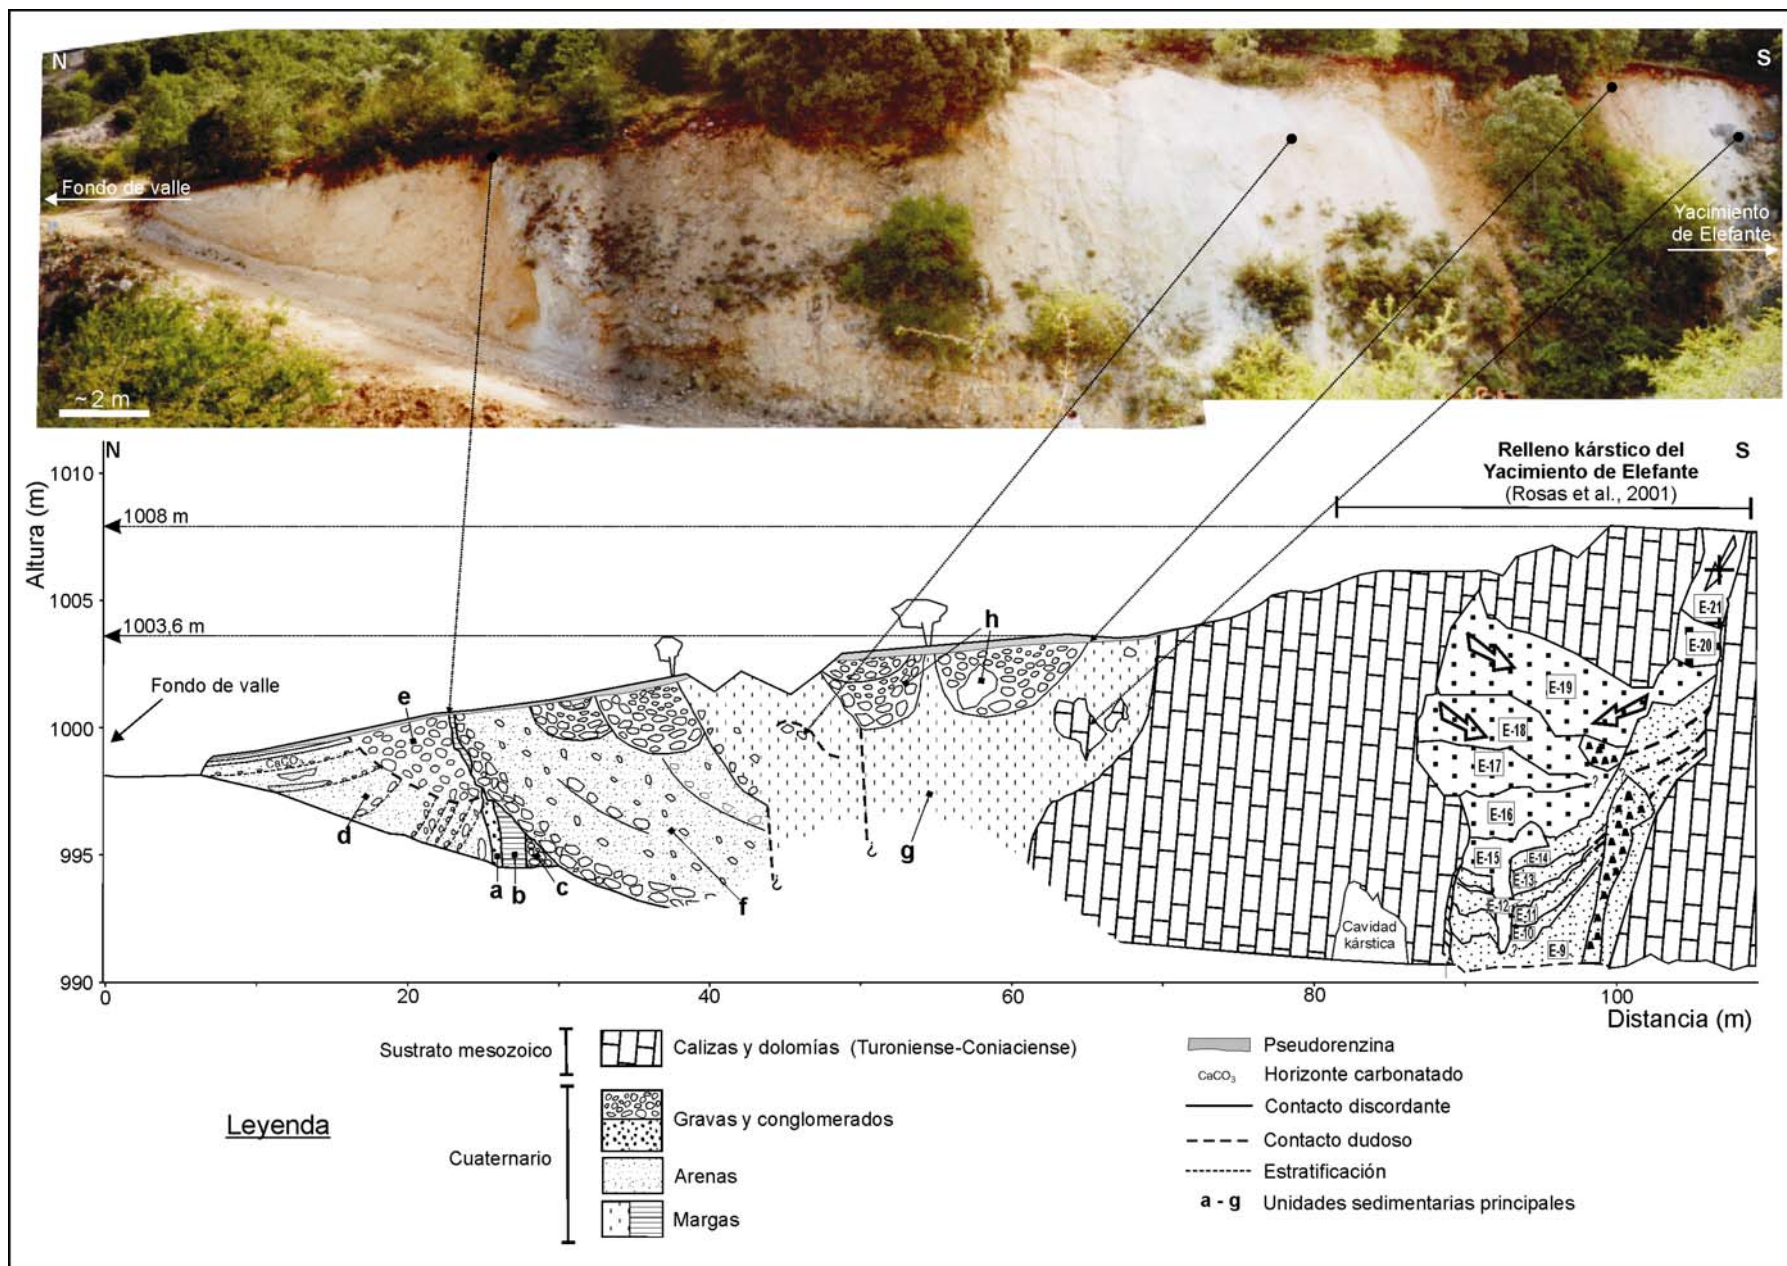 N
S
Fondo de valle
Yacimiento
de Elefante
~ 2 m
N
Relleno kárstico del
Yacimiento de Elefante
(Rosas et al., 2001)
S
Altura (m)
1010
1005
1000
995
990
1008 m
1003,6 m
Fondo de valle
CaCO3
e
h
d
a
b
c
f
g
¿
¿
Cavidad
kárstica
E-21
E-20
E-19
E-18
E-17
E-16
E-15
E-14
E-13
E-12
E-11
E-10
E-9
?
?
0
20
40
60
80
100
Distancia (m)
Leyenda
Sustrato mesozoico
Calizas y dolomías (Turoniense-Coniaciense)
Cuaternario
Gravas y conglomerados
Arenas
Margas
Pseudorenzina
CaCO3 Horizonte carbonatado
Contacto discordante
Contacto dudoso
Estratificación
a - g Unidades sedimentarias principales